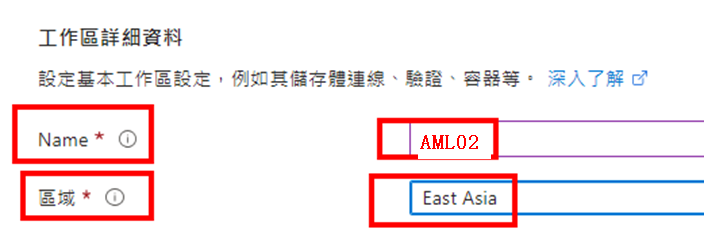 工作區詳細資料
設定基本工作區設定，例如其儲存體連線、驗證、容器等。 深入了解
Name * AML02
區域 * East Asia